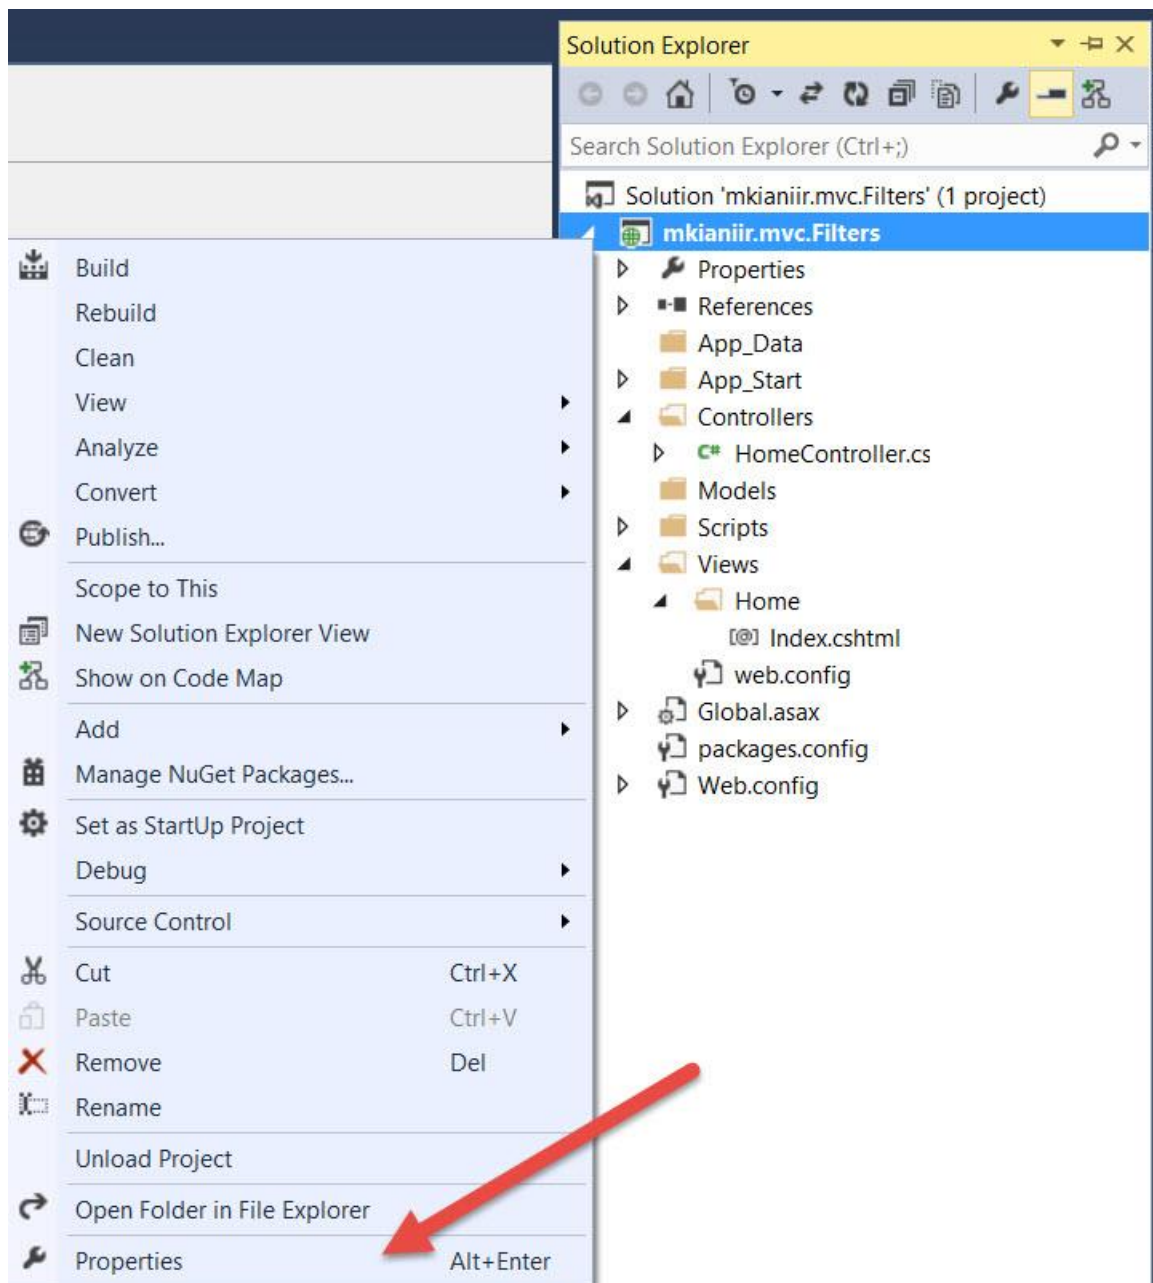 Solution Explorer
Search Solution Explorer (Ctrl+;)
Solution 'mkianiir.mvc.Filters' (1 project)
mkianiir.mvc.Filters
Properties
References
App_Data
App_Start
Controllers
C# HomeController.cs
Models
Scripts
Views
Home
[@] Index.cshtml
web.config
Global.asax
packages.config
Web.config
Build
Rebuild
Clean
View
Analyze
Convert
Publish...
Scope to This
New Solution Explorer View
Show on Code Map
Add
Manage NuGet Packages...
Set as StartUp Project
Debug
Source Control
Cut Ctrl+X
Paste Ctrl+V
Remove Del
Rename
Unload Project
Open Folder in File Explorer
Properties Alt+Enter